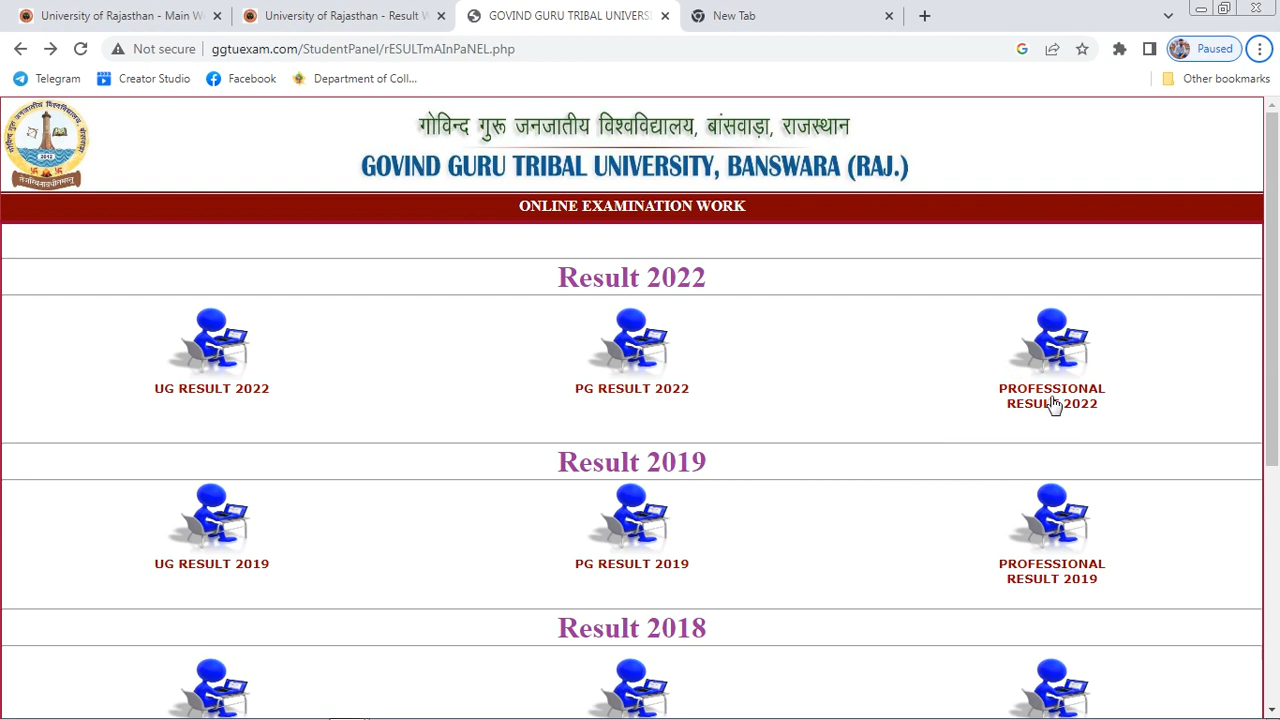 University of Rajasthan - Main W
University of Rajasthan - Result W
GOVIND GURU TRIBAL UNIVERSI
New Tab
Not secure
ggtuexam.com/StudentPanel/rESULTmAInPaNEL.php
Paused
Telegram
Creator Studio
Facebook
Department of Coll...
Other bookmarks
गोविन्द गुरू जनजातीय विश्वविद्यालय, बांसवाड़ा, राजस्थान
GOVIND GURU TRIBAL UNIVERSITY, BANSWARA (RAJ.)
ONLINE EXAMINATION WORK
Result 2022
UG RESULT 2022
PG RESULT 2022
PROFESSIONAL
RESULT 2022
Result 2019
UG RESULT 2019
PG RESULT 2019
PROFESSIONAL
RESULT 2019
Result 2018